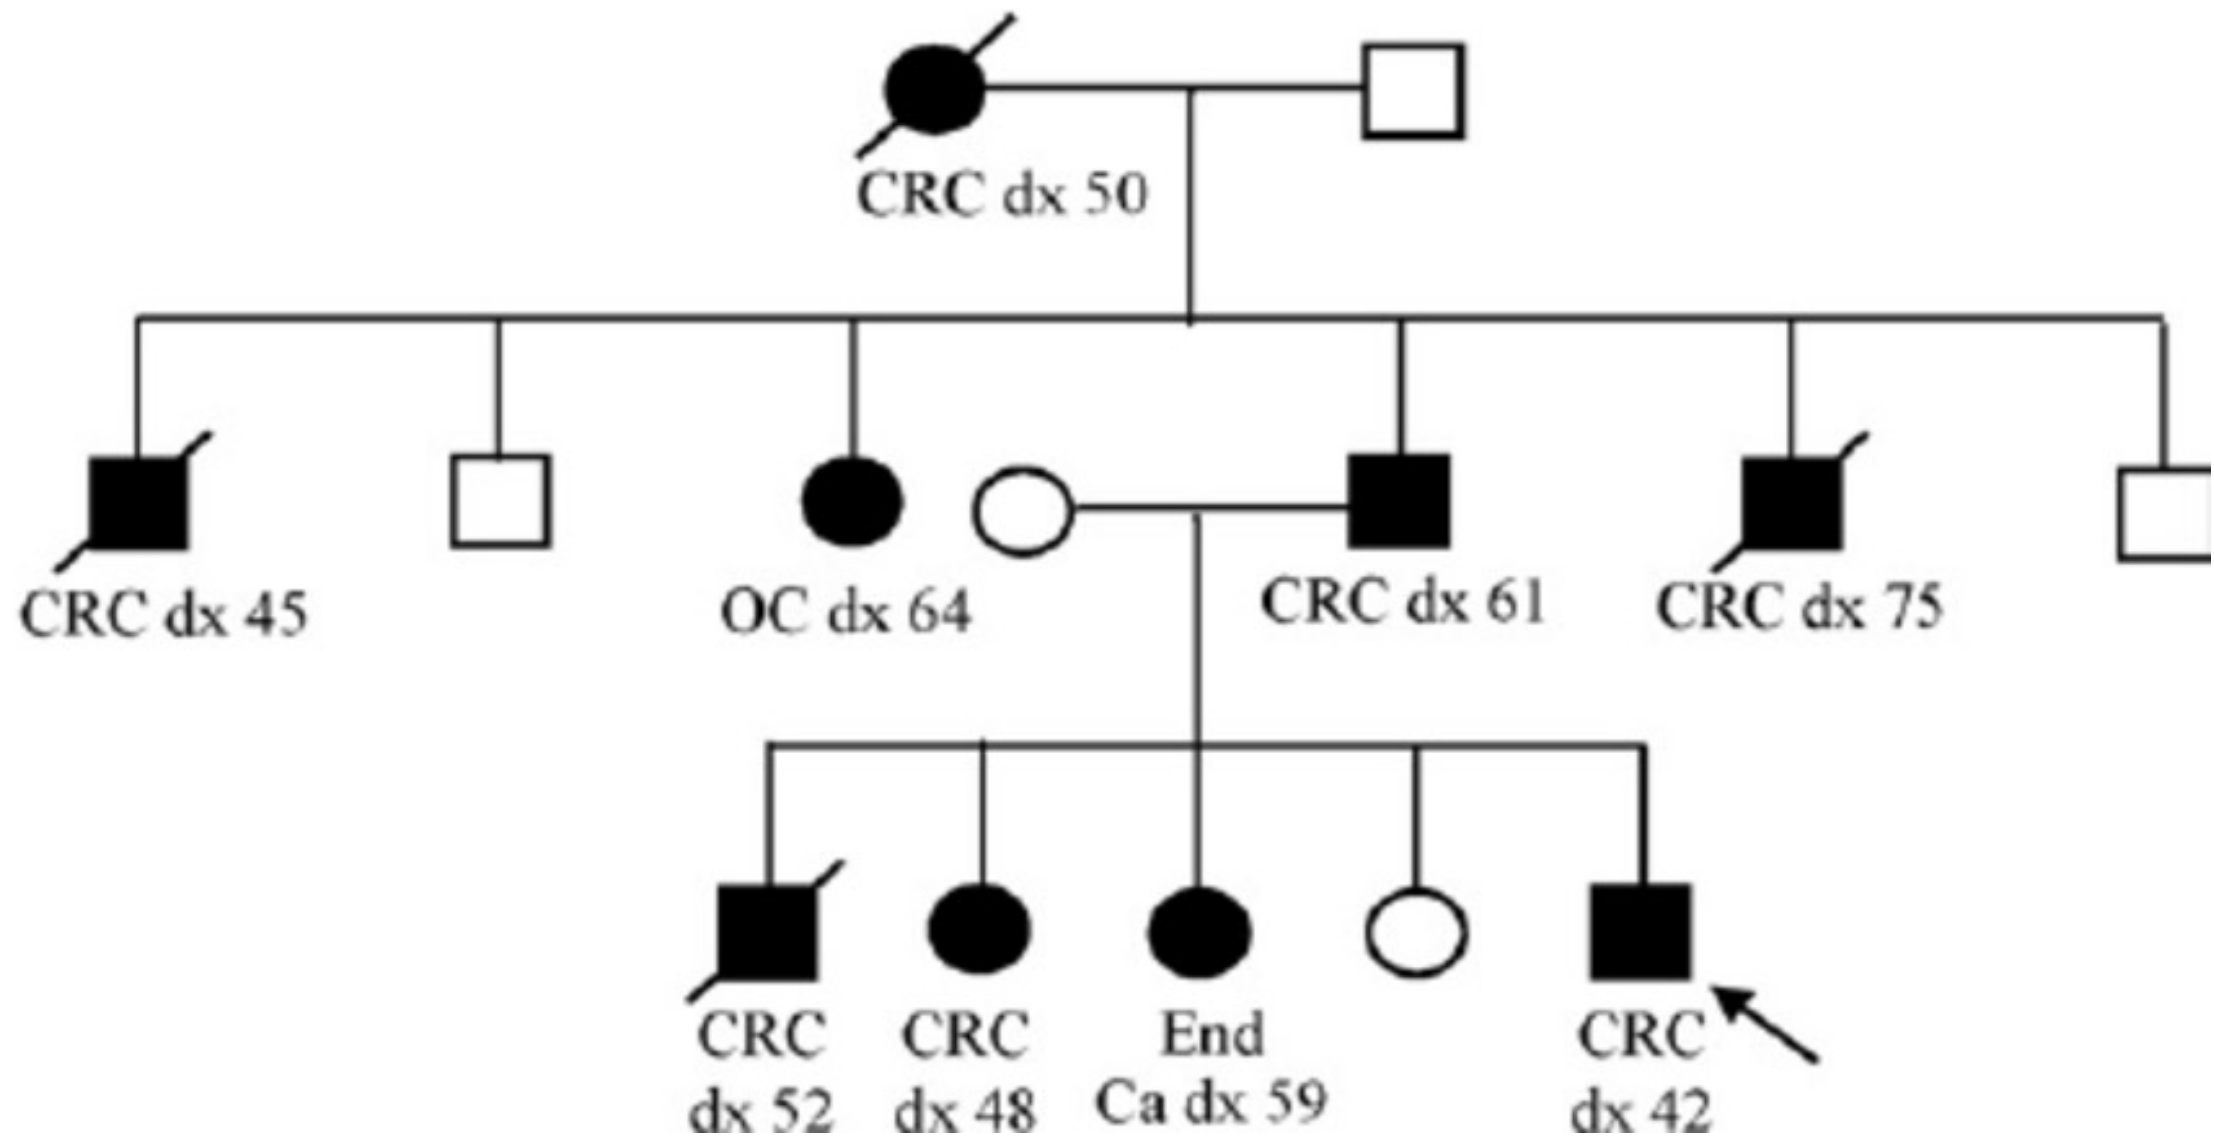 CRC dx 50
CRC dx 45
OC dx 64
CRC dx 61
CRC dx 75
CRC
dx 52
CRC
dx 48
End
Ca dx 59
CRC
dx 42